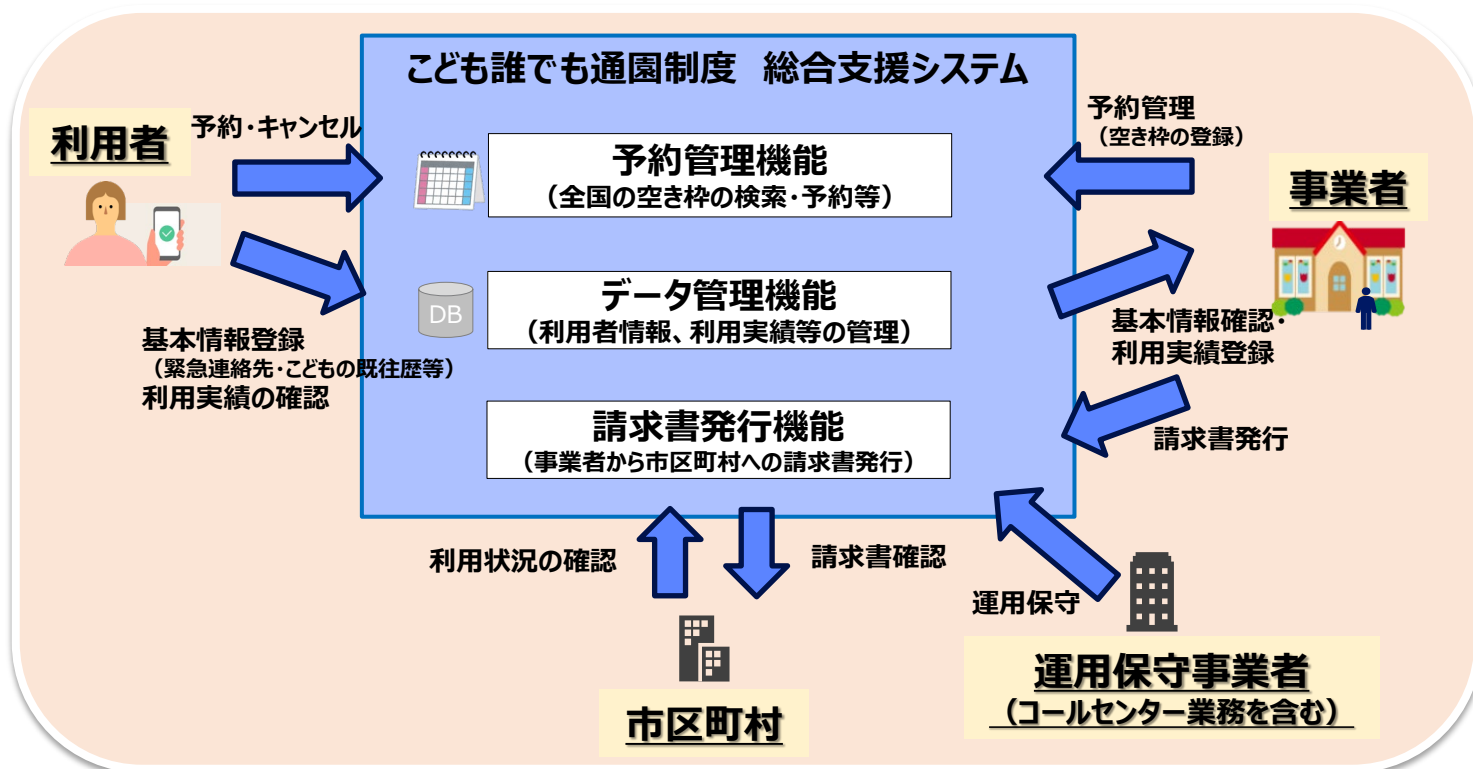 こども誰でも通園制度 総合支援システム
利用者
予約・キャンセル
予約管理機能
(全国の空き枠の検索・予約等)
予約管理
(空き枠の登録)
事業者
DB
データ管理機能
(利用者情報、利用実績等の管理)
基本情報登録
(緊急連絡先・こどもの既往歴等)
利用実績の確認
基本情報確認・
利用実績登録
請求書発行機能
(事業者から市区町村への請求書発行)
請求書発行
利用状況の確認
請求書確認
運用保守
市区町村
運用保守事業者
(コールセンター業務を含む)